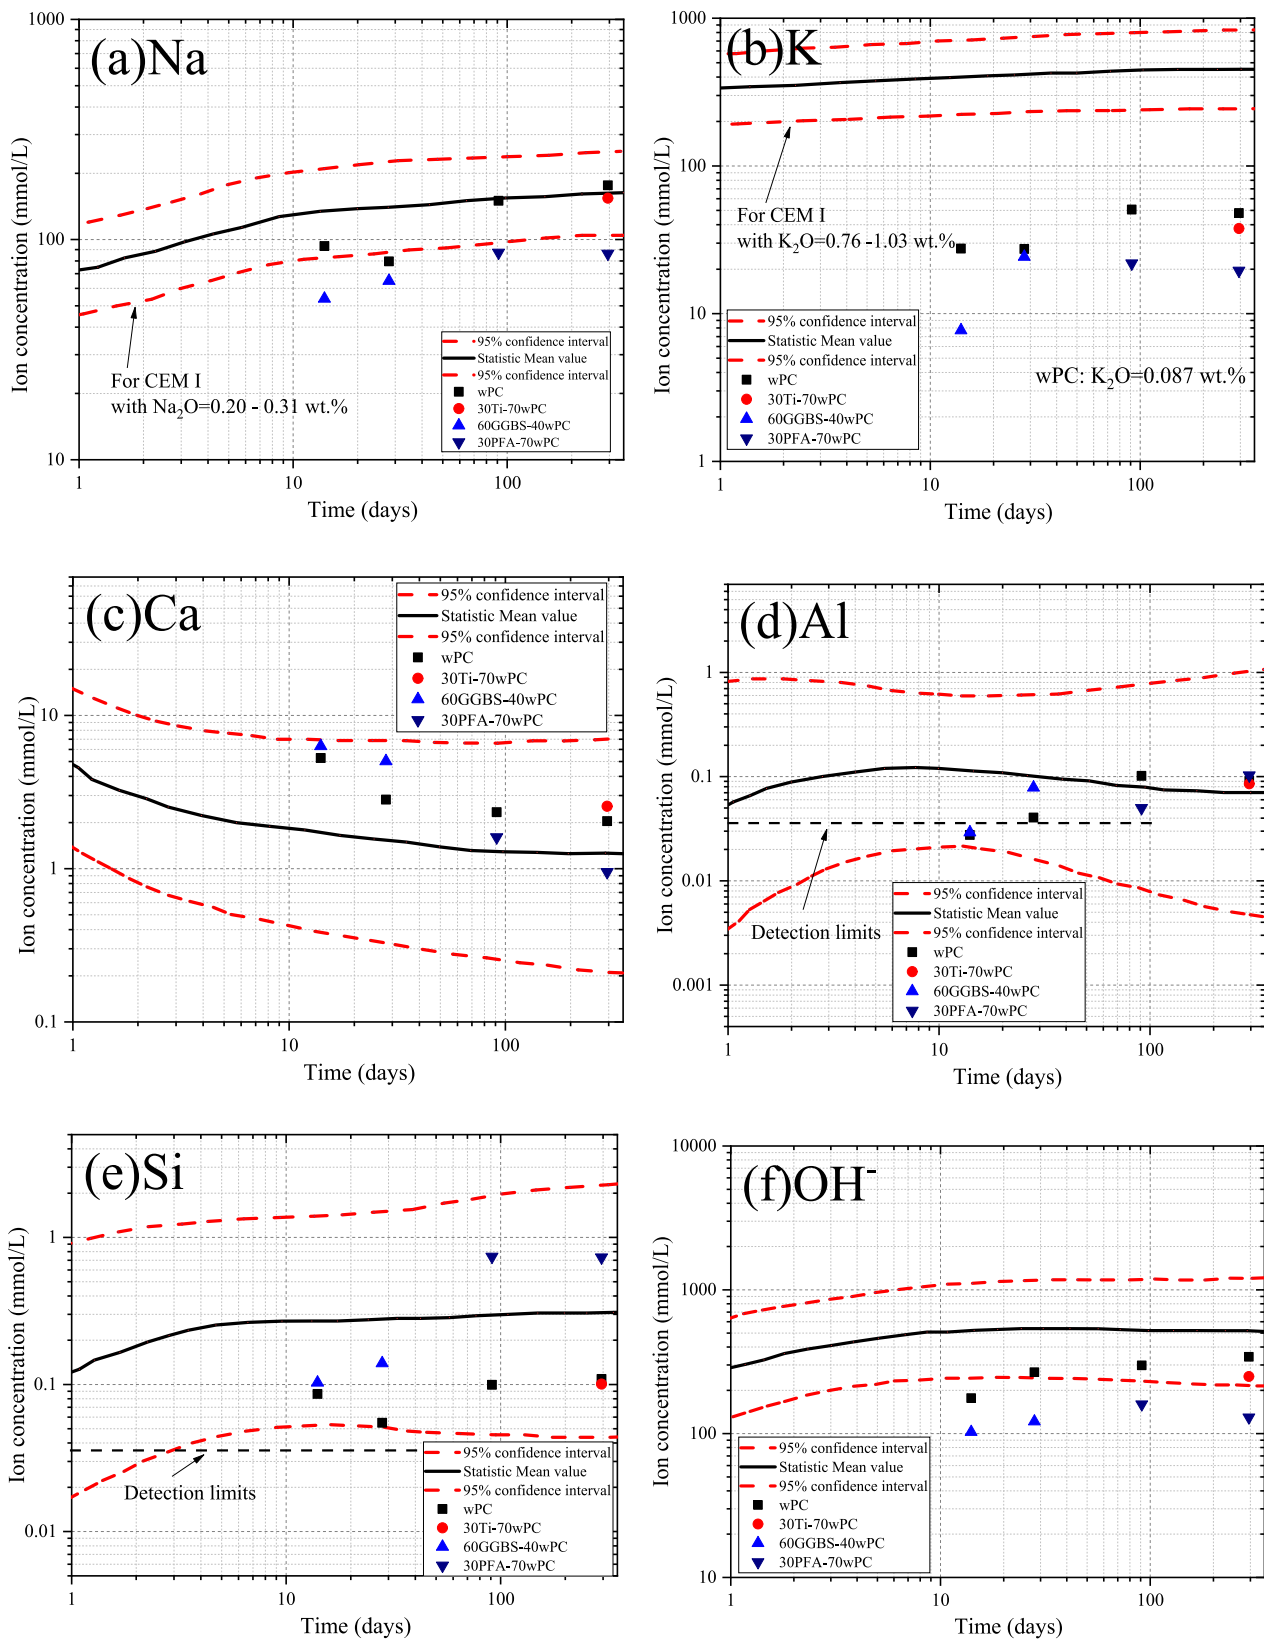 (a)Na
Ion concentration (mmol/L)
1000
100
10
For CEM I
with Na₂O=0.20 - 0.31 wt.%
95% confidence interval
Statistic Mean value
95% confidence interval
wPC
30Ti-70wPC
60GGBS-40wPC
30PFA-70wPC
1 10 100
Time (days)
(b)K
Ion concentration (mmol/L)
1000
100
10
1
For CEM I
with K₂O=0.76 -1.03 wt.%
95% confidence interval
Statistic Mean value
95% confidence interval
wPC
30Ti-70wPC
60GGBS-40wPC
30PFA-70wPC
wPC: K₂O=0.087 wt.%
1 10 100
Time (days)
(c)Ca
Ion concentration (mmol/L)
10
1
0.1
95% confidence interval
Statistic Mean value
95% confidence interval
wPC
30Ti-70wPC
60GGBS-40wPC
30PFA-70wPC
1 10 100
Time (days)
(d)Al
Ion concentration (mmol/L)
1
0.1
0.01
0.001
Detection limits
95% confidence interval
Statistic Mean value
95% confidence interval
wPC
30Ti-70wPC
60GGBS-40wPC
30PFA-70wPC
1 10 100
Time (days)
(e)Si
Ion concentration (mmol/L)
1
0.1
0.01
Detection limits
95% confidence interval
Statistic Mean value
95% confidence interval
wPC
30Ti-70wPC
60GGBS-40wPC
30PFA-70wPC
1 10 100
Time (days)
(f)OH⁻
Ion concentration (mmol/L)
10000
1000
100
10
95% confidence interval
Statistic Mean value
95% confidence interval
wPC
30Ti-70wPC
60GGBS-40wPC
30PFA-70wPC
1 10 100
Time (days)